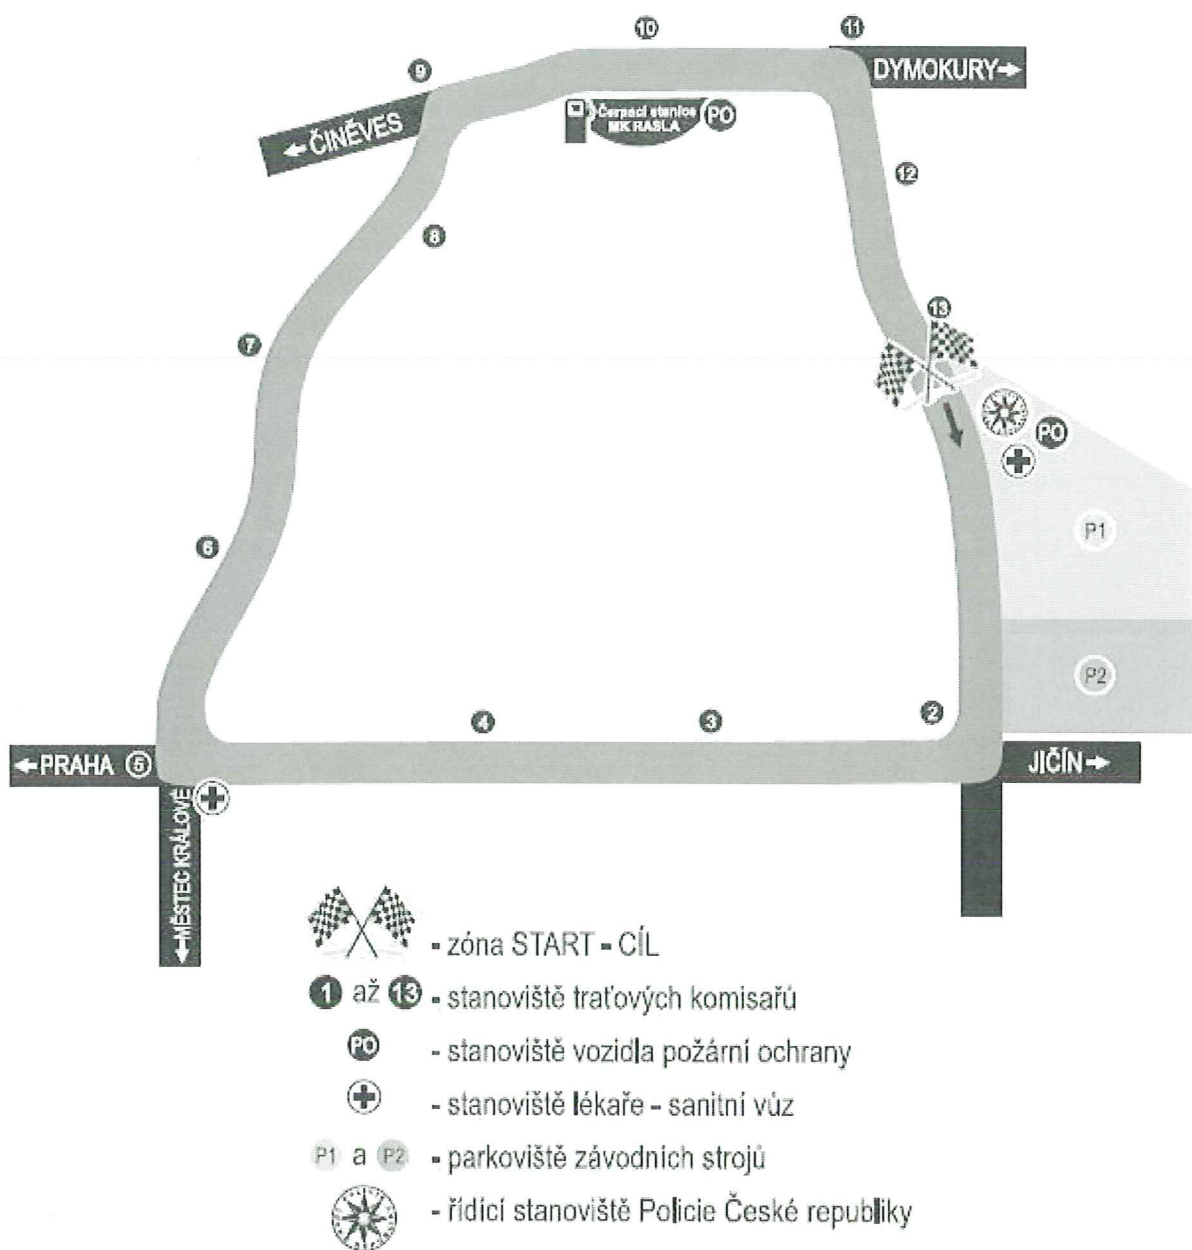 10
11
9
DYMOKURY→
←ČINĚVES
Čerpací stanice
MK RASLA
PO
12
8
13
7
PO
P1
6
P2
4
3
2
←PRAHA
5
JIČÍN→
←MĚSTEC KRÁLOVÉ
- zóna START - CÍL
1 až 13 - stanoviště traťových komisařů
PO - stanoviště vozidla požární ochrany
- stanoviště lékaře - sanitní vůz
P1 a P2 - parkoviště závodních strojů
- řídící stanoviště Policie České republiky